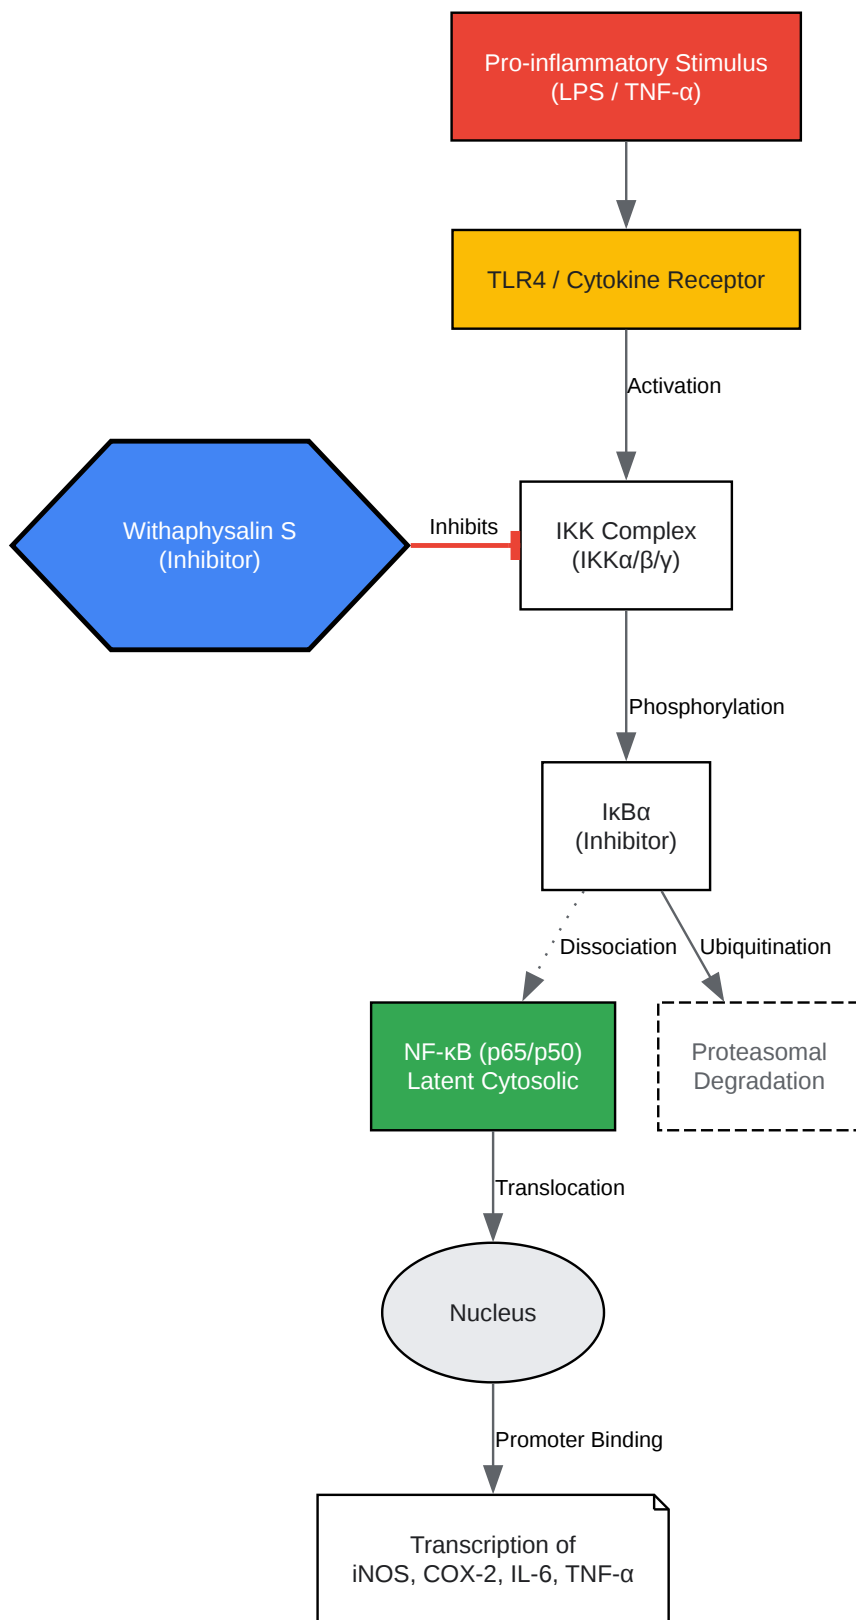 Pro-inflammatory Stimulus
(LPS / TNF-α)
TLR4 / Cytokine Receptor
Activation
Withaphysalin S
(Inhibitor)
Inhibits
IKK Complex
(IKKα/β/γ)
Phosphorylation
IκBα
(Inhibitor)
Dissociation
Ubiquitination
NF-κB (p65/p50)
Latent Cytosolic
Proteasomal
Degradation
Translocation
Nucleus
Promoter Binding
Transcription of
iNOS, COX-2, IL-6, TNF-α